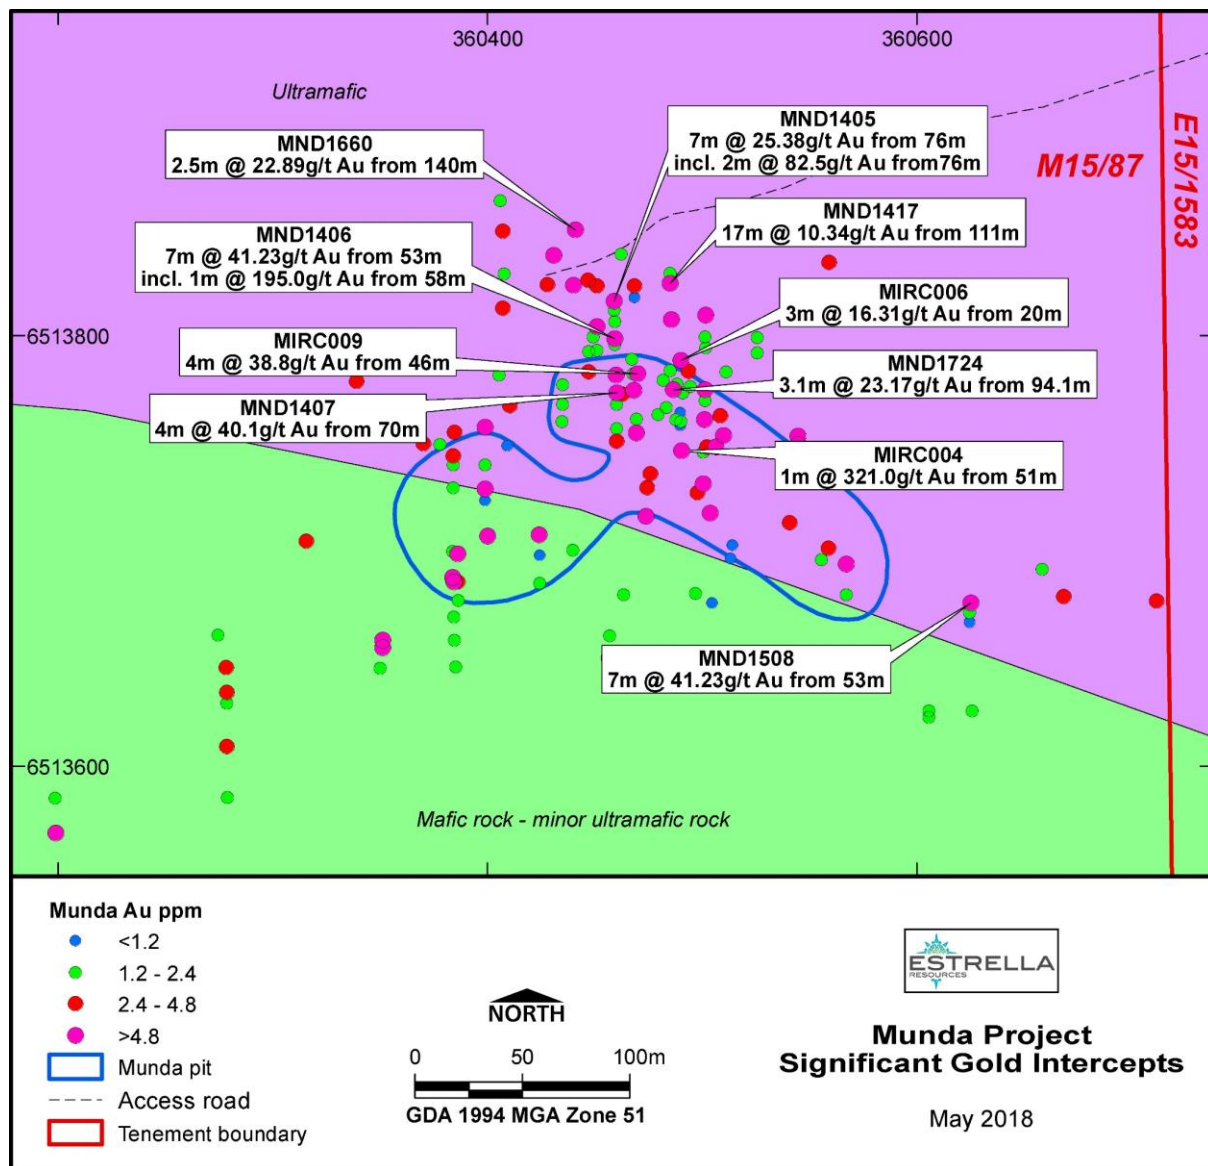 360400
360600
Ultramafic
MND1660
2.5m @ 22.89g/t Au from 140m
MND1405
7m @ 25.38g/t Au from 76m
incl. 2m @ 82.5g/t Au from76m
M15/87
E15/1583
MND1406
7m @ 41.23g/t Au from 53m
incl. 1m @ 195.0g/t Au from 58m
MND1417
17m @ 10.34g/t Au from 111m
MIRC006
3m @ 16.31g/t Au from 20m
6513800
MIRC009
4m @ 38.8g/t Au from 46m
MND1724
3.1m @ 23.17g/t Au from 94.1m
MND1407
4m @ 40.1g/t Au from 70m
MIRC004
1m @ 321.0g/t Au from 51m
MND1508
7m @ 41.23g/t Au from 53m
6513600
Mafic rock - minor ultramafic rock
Munda Au ppm
<1.2
1.2 - 2.4
2.4 - 4.8
>4.8
Munda pit
Access road
Tenement boundary
NORTH
0 50 100m
GDA 1994 MGA Zone 51
ESTRELLA
RESOURCES
Munda Project
Significant Gold Intercepts
May 2018